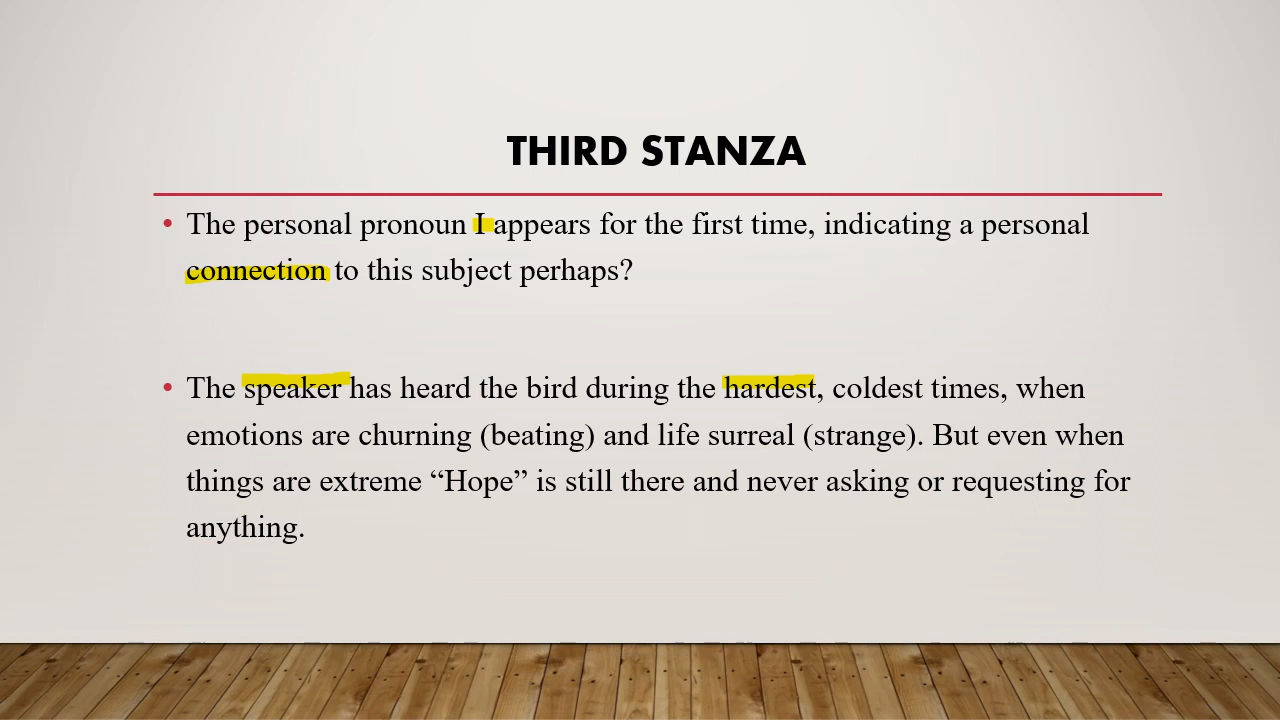 THIRD STANZA
• The personal pronoun I appears for the first time, indicating a personal
connection to this subject perhaps?
• The speaker has heard the bird during the hardest, coldest times, when
emotions are churning (beating) and life surreal (strange). But even when
things are extreme “Hope” is still there and never asking or requesting for
anything.